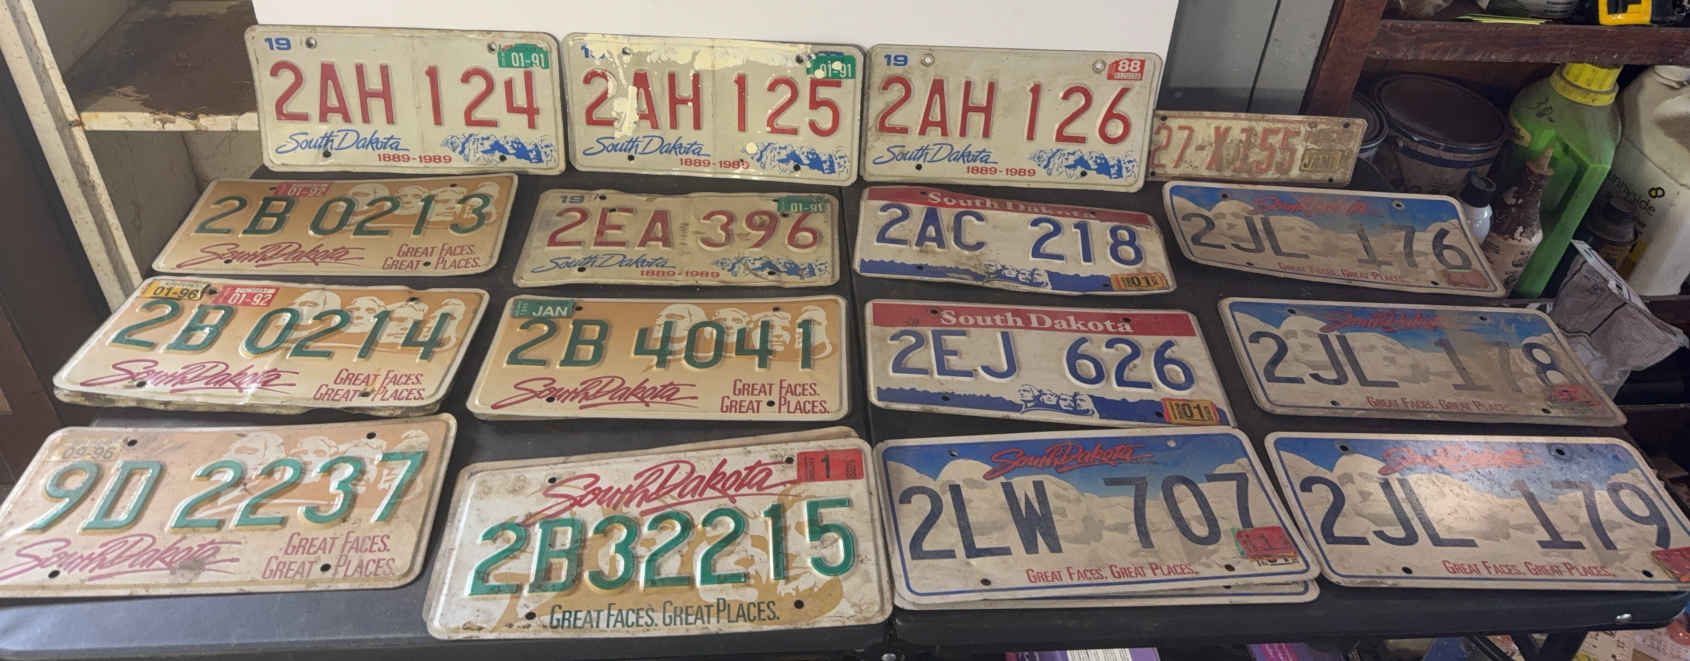 19
01-91
2AH 124
South Dakota
1889-1989
01-91
2AH 125
South Dakota
1889-1989
19
88
2AH 126
South Dakota
1889-1989
27-X155
01-92
2B 0213
South Dakota
GREAT FACES.
GREAT PLACES.
19
01-91
2EA 396
South Dakota
1889-1989
South Dakota
2AC 218
01
South Dakota
2JL 176
GREAT FACES. GREAT PLACES.
01-96
01-92
2B 0214
South Dakota
GREAT FACES.
GREAT PLACES.
JAN
2B 4041
South Dakota
GREAT FACES.
GREAT PLACES.
South Dakota
2EJ 626
01
South Dakota
2JL 178
GREAT FACES. GREAT PLACES.
09-96
9D 2237
South Dakota
GREAT FACES.
GREAT PLACES.
South Dakota
1
2B32215
GREAT FACES. GREAT PLACES.
South Dakota
2LW 707
1
GREAT FACES. GREAT PLACES.
South Dakota
2JL 179
GREAT FACES. GREAT PLACES.